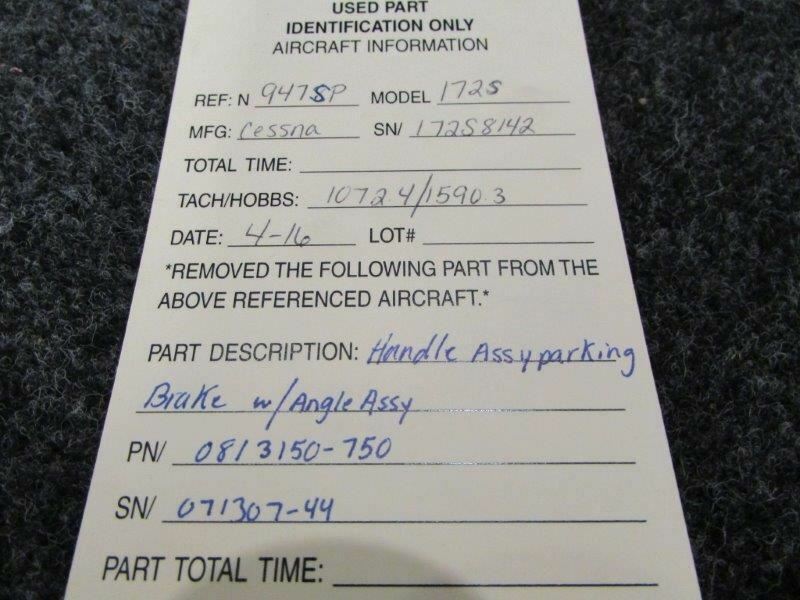 USED PART
IDENTIFICATION ONLY
AIRCRAFT INFORMATION
REF: N 947SP MODEL 172S
MFG: Cessna SN/ 172S8142
TOTAL TIME:
TACH/HOBBS: 1072.4/1590.3
DATE: 4-16 LOT#
*REMOVED THE FOLLOWING PART FROM THE
ABOVE REFERENCED AIRCRAFT.*
PART DESCRIPTION: Handle Assy parking
Brake w/ Angle Assy
PN/ 0813150-750
SN/ 071307-44
PART TOTAL TIME: